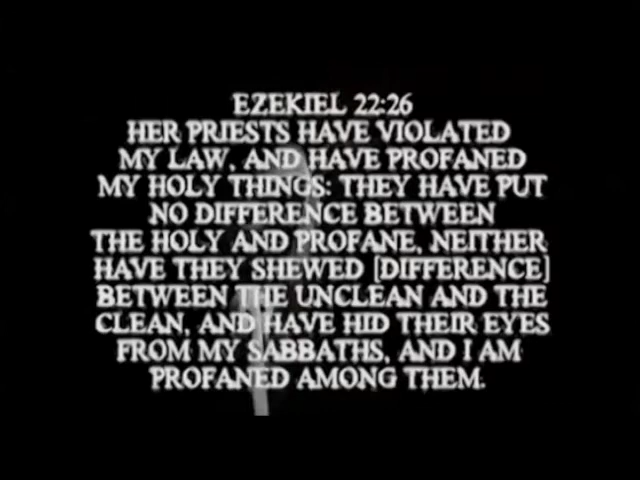 EZEKIEL 22:26
HER PRIESTS HAVE VIOLATED
MY LAW, AND HAVE PROFANED
MY HOLY THINGS: THEY HAVE PUT
NO DIFFERENCE BETWEEN
THE HOLY AND PROFANE, NEITHER
HAVE THEY SHEWED [DIFFERENCE]
BETWEEN THE UNCLEAN AND THE
CLEAN, AND HAVE HID THEIR EYES
FROM MY SABBATHS, AND I AM
PROFANED AMONG THEM.